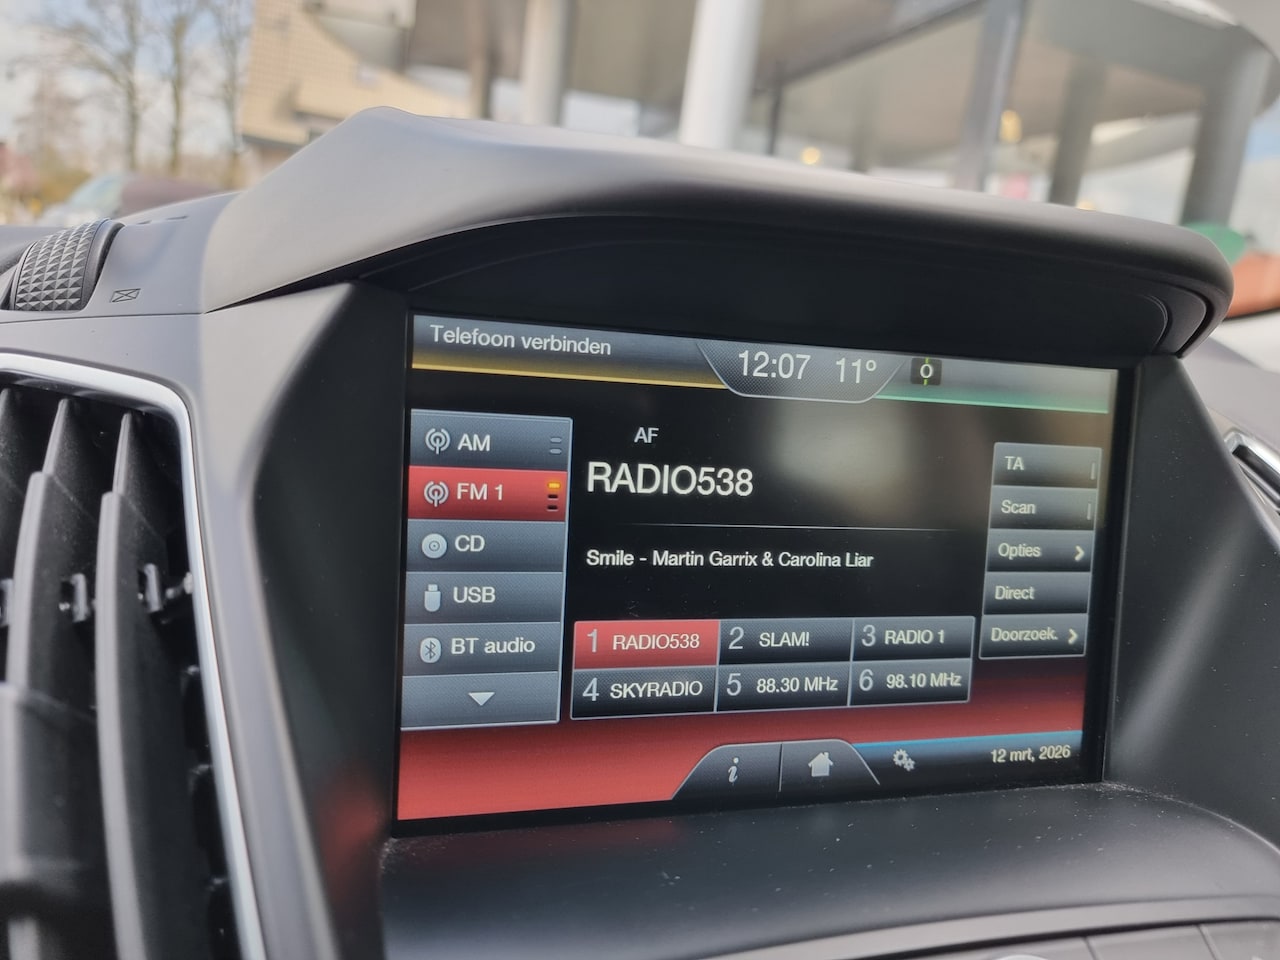 Telefoon verbinden
12:07 11° O
AM
FM 1
CD
USB
BT audio
AF
RADIO538
Smile - Martin Garrix & Carolina Liar
1 RADIO538 2 SLAM! 3 RADIO 1
4 SKYRADIO 5 88.30 MHz 6 98.10 MHz
TA
Scan
Opties
Direct
Doorzoek.
i
12 mrt, 2026